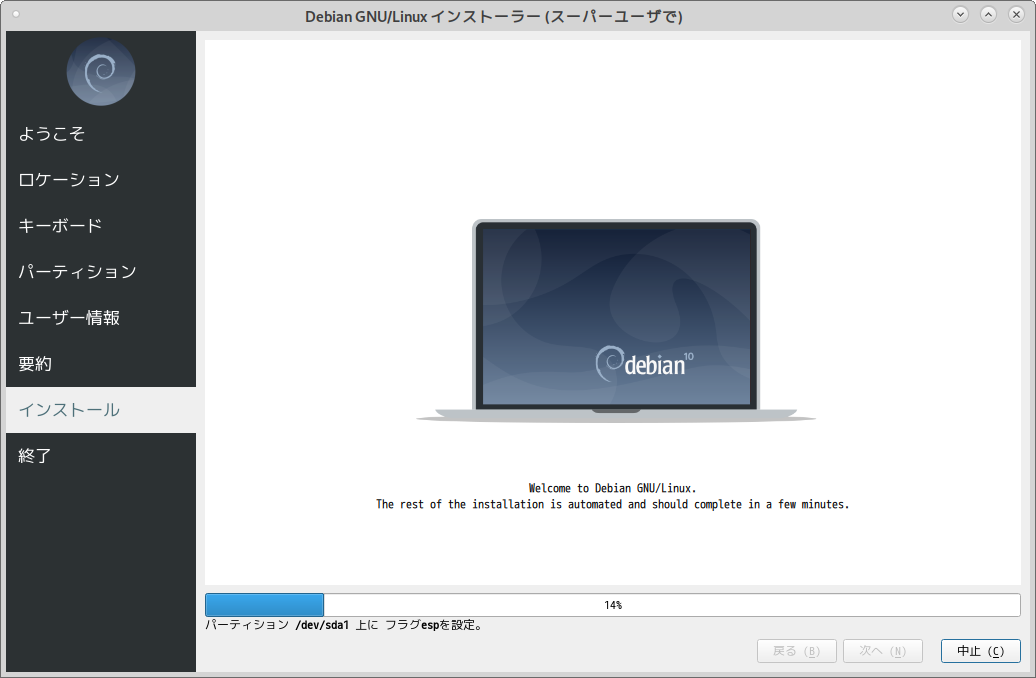 Debian GNU/Linux インストーラー (スーパーユーザで)
ようこそ
ロケーション
キーボード
パーティション
ユーザー情報
要約
インストール
終了
debian 10
Welcome to Debian GNU/Linux.
The rest of the installation is automated and should complete in a few minutes.
14%
パーティション /dev/sda1 上に フラグespを設定。
戻る (B)
次へ (N)
中止 (C)